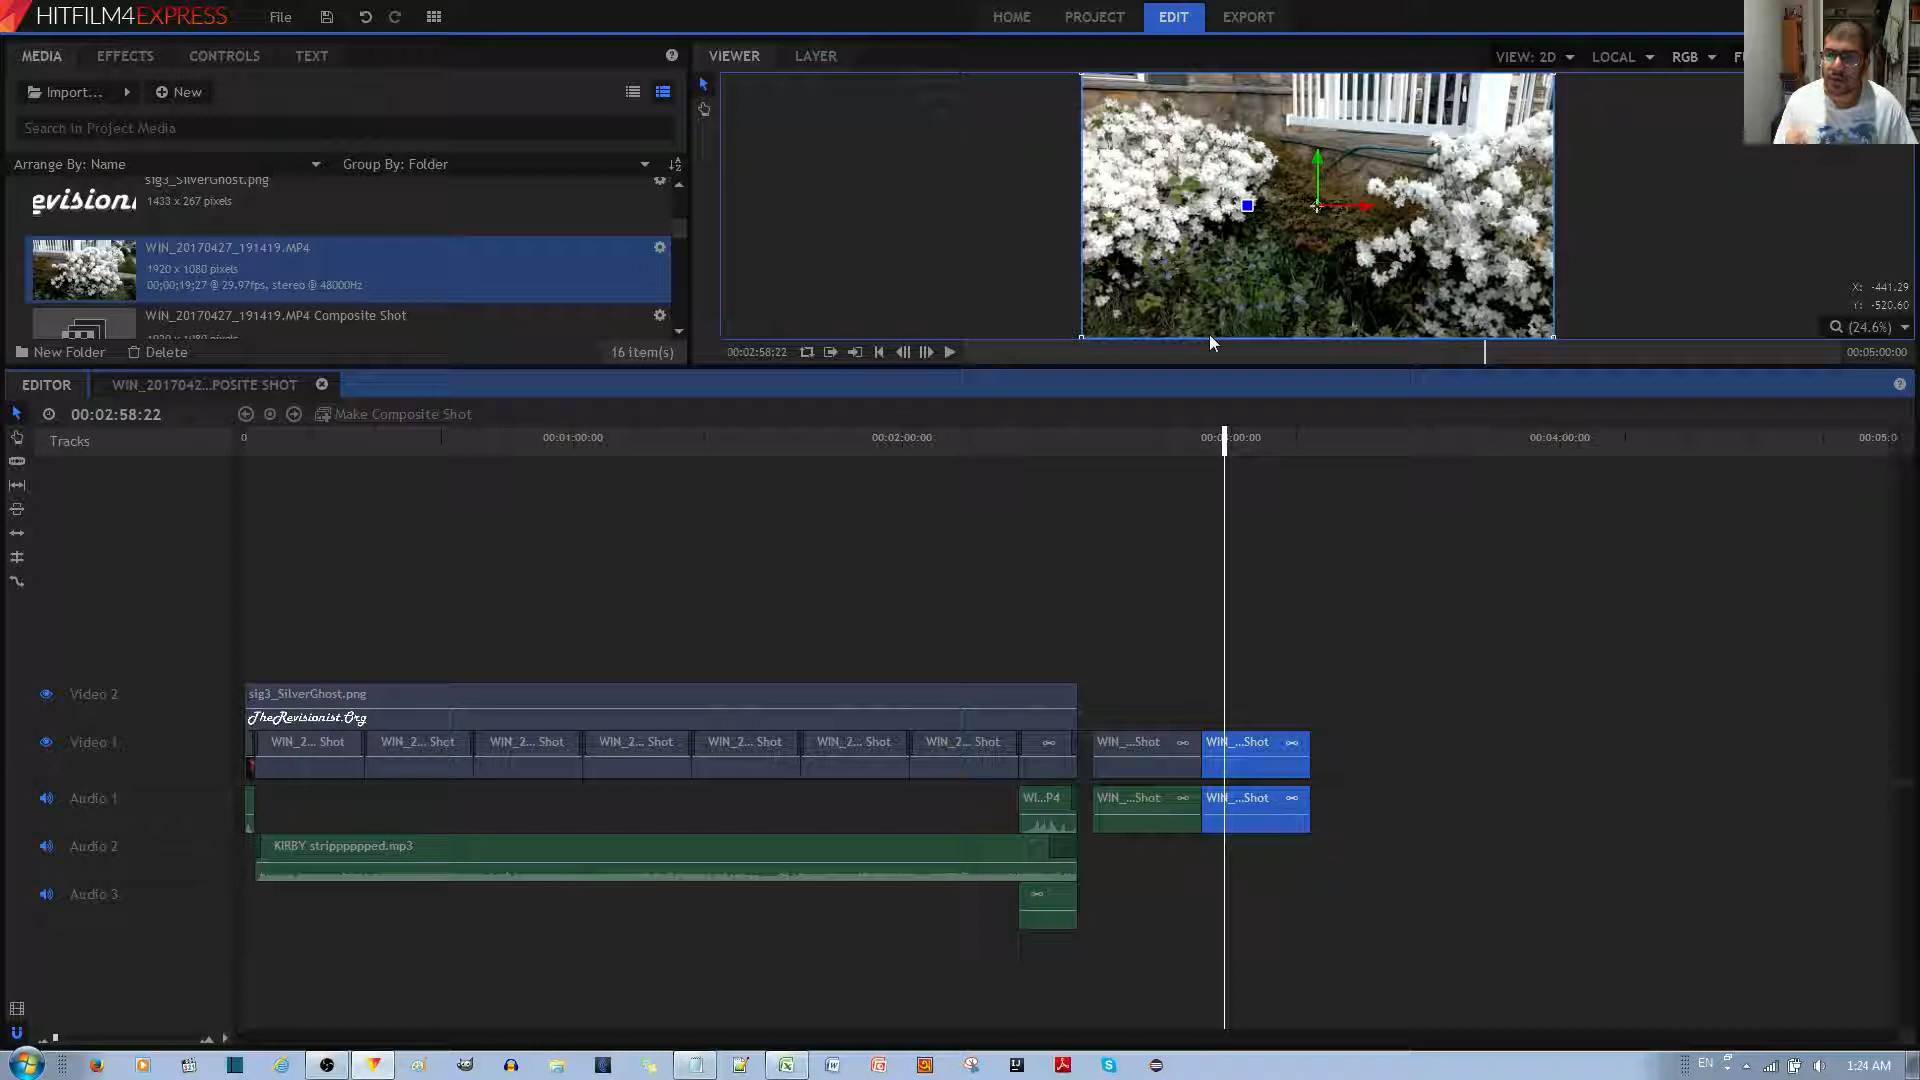 HITFILM4EXPRESS
File
HOME
PROJECT
EDIT
EXPORT
MEDIA
EFFECTS
CONTROLS
TEXT
VIEWER
LAYER
VIEW: 2D
LOCAL
RGB
Import...
New
Search in Project Media
Arrange By: Name
Group By: Folder
sig3_SilverGhost.png
1433 x 267 pixels
evision
WIN_20170427_191419.MP4
1920 x 1080 pixels
00;00;19;27 @ 29.97fps, stereo @ 48000Hz
WIN_20170427_191419.MP4 Composite Shot
New Folder
Delete
16 item(s)
X: -441.29
Y: -520.60
(24.6%)
00:02:58:22
00:05:00:00
EDITOR
WIN_2017042...POSITE SHOT
00:02:58:22
Make Composite Shot
Tracks
0
00:01:00:00
00:02:00:00
00:04:00:00
00:05:0
Video 2
sig3_SilverGhost.png
TheRevisionist.Org
Video 1
WIN_2... Shot
WIN_2... Shot
WIN_2... Shot
WIN_2... Shot
WIN_2... Shot
WIN_2... Shot
WIN_2... Shot
WIN_...Shot
WIN_...Shot
Audio 1
WI...P4
WIN_...Shot
WIN_...Shot
Audio 2
KIRBY strippppppped.mp3
Audio 3
EN
1:24 AM